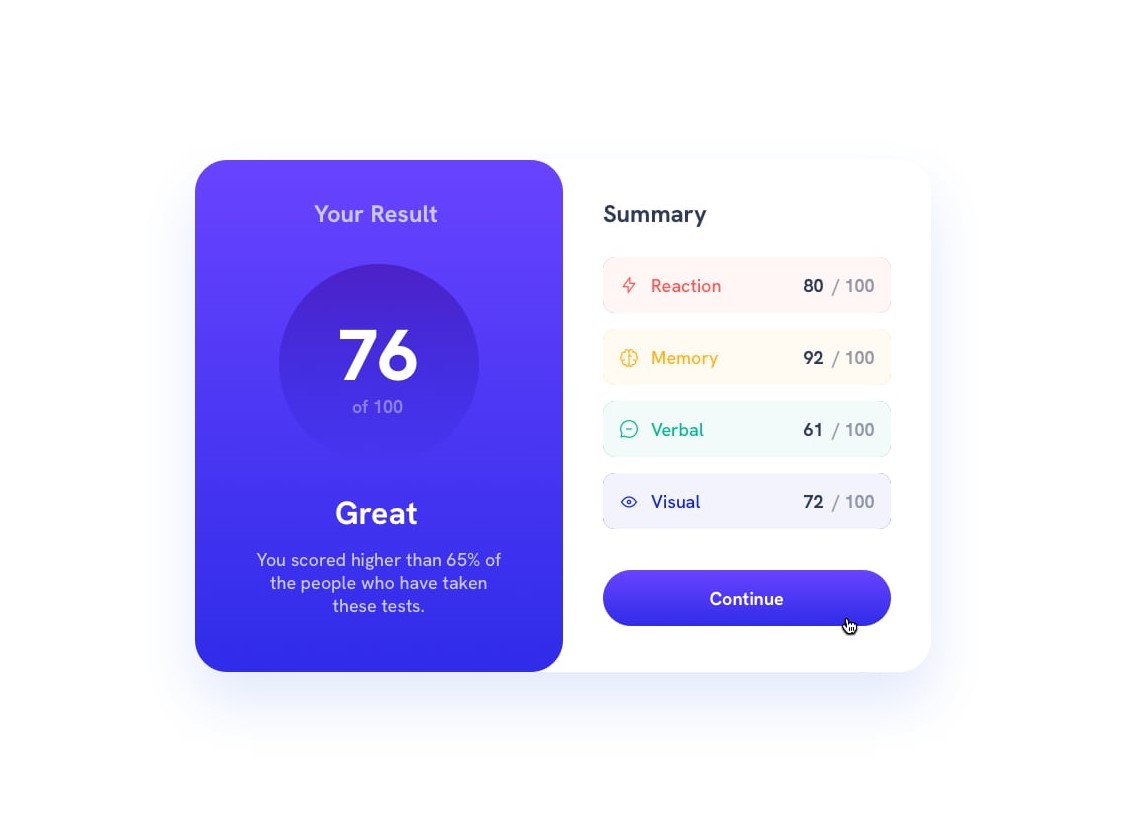 Your Result
76
of 100
Great
You scored higher than 65% of
the people who have taken
these tests.
Summary
Reaction 80 / 100
Memory 92 / 100
Verbal 61 / 100
Visual 72 / 100
Continue